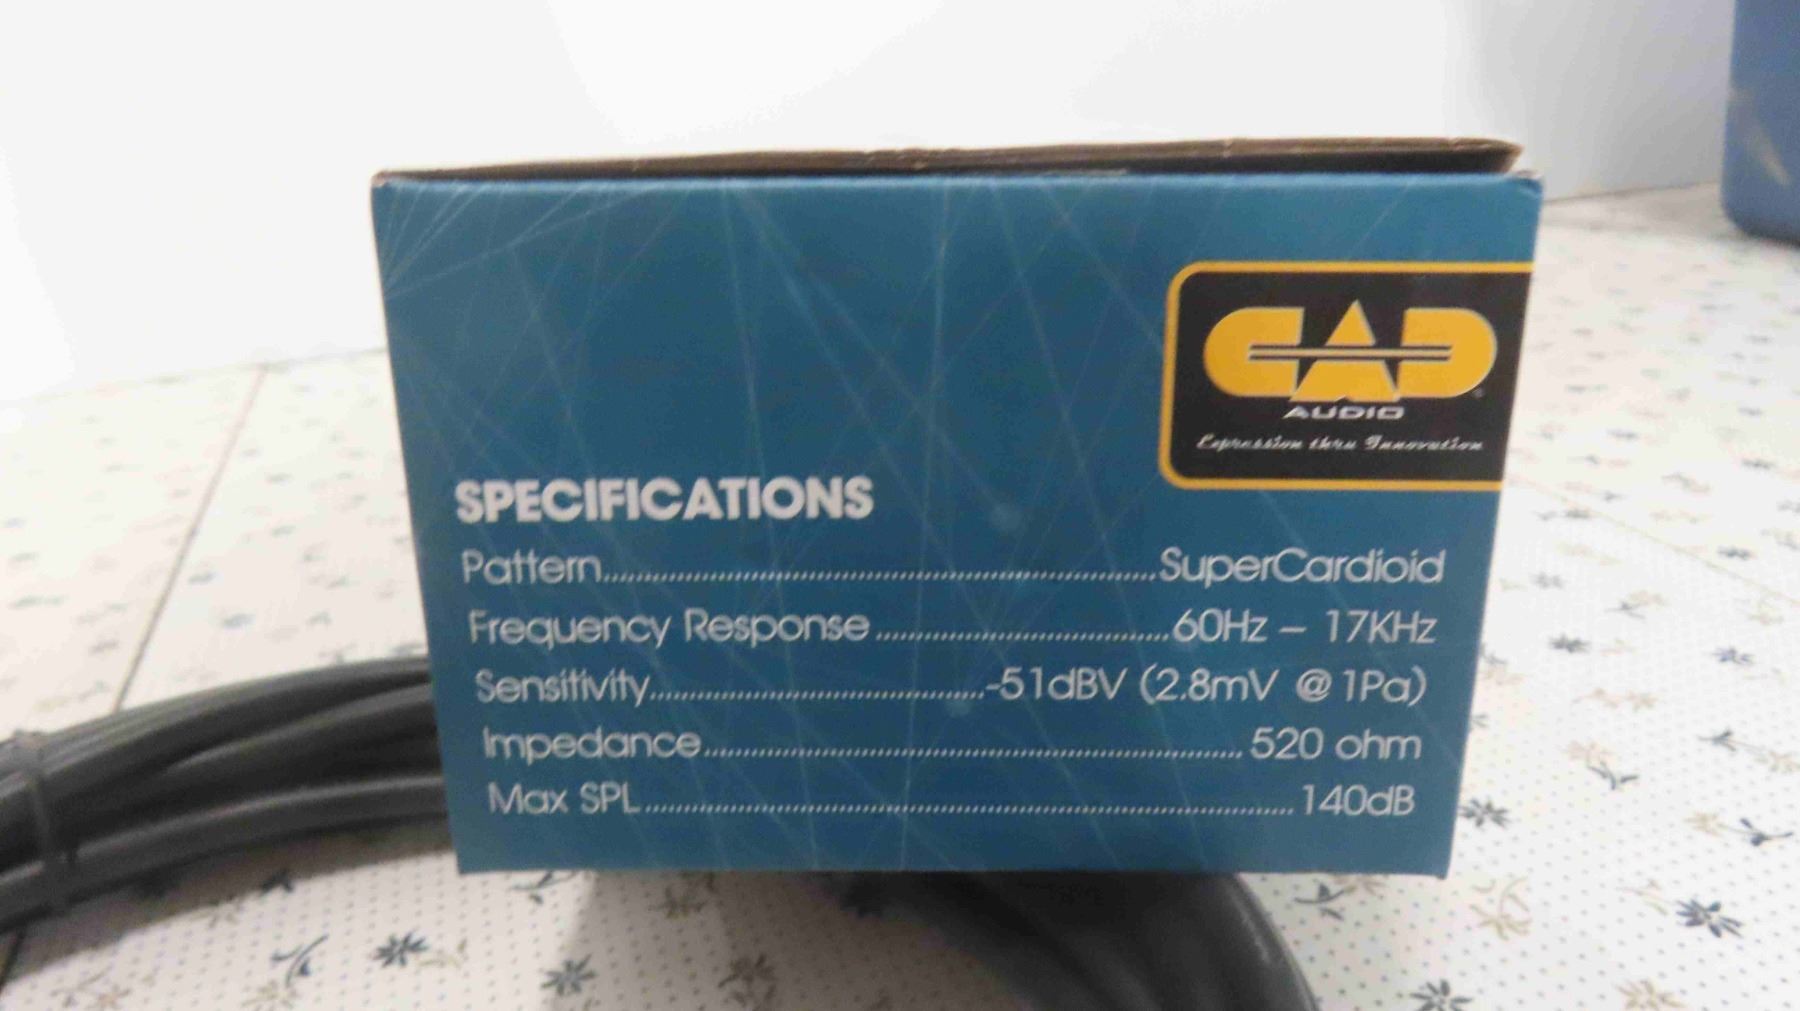 CAD
AUDIO
Expression thru Innovation
SPECIFICATIONS
Pattern..........SuperCardioid
Frequency Response..........60Hz – 17KHz
Sensitivity..........-51dBV (2.8mV @ 1Pa)
Impedance..........520 ohm
Max SPL..........140dB